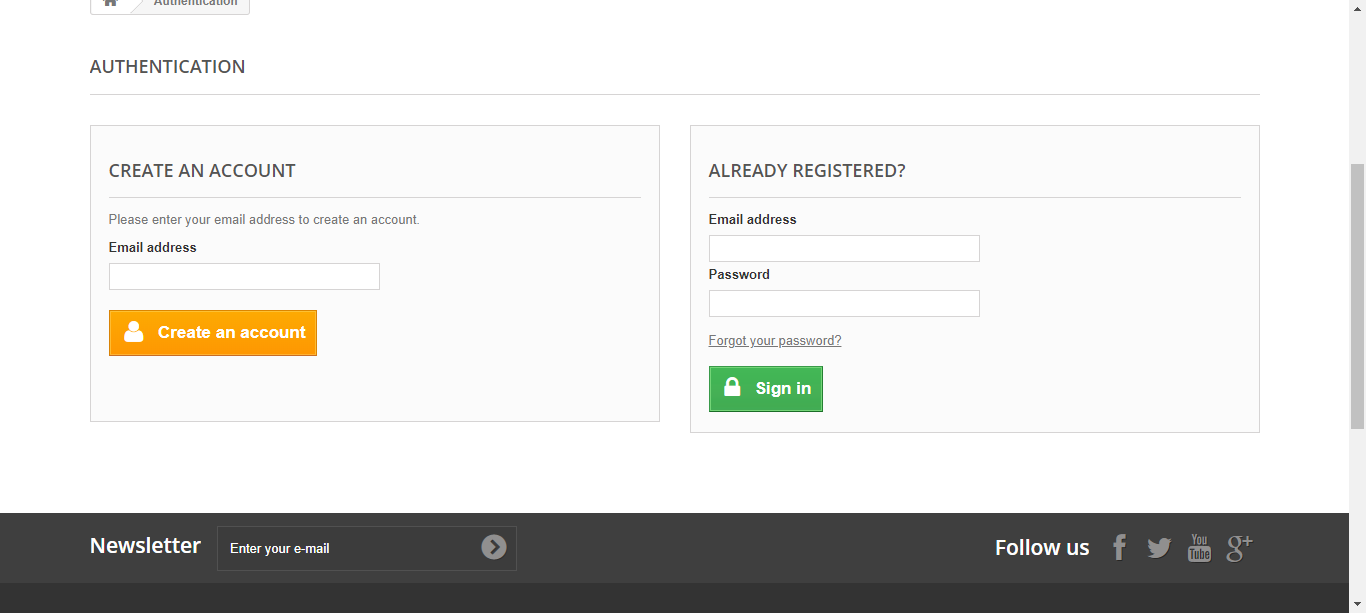 Authentication
AUTHENTICATION
CREATE AN ACCOUNT
Please enter your email address to create an account.
Email address
Create an account
ALREADY REGISTERED?
Email address
Password
Forgot your password?
Sign in
Newsletter
Enter your e-mail
Follow us
You
Tube
g+